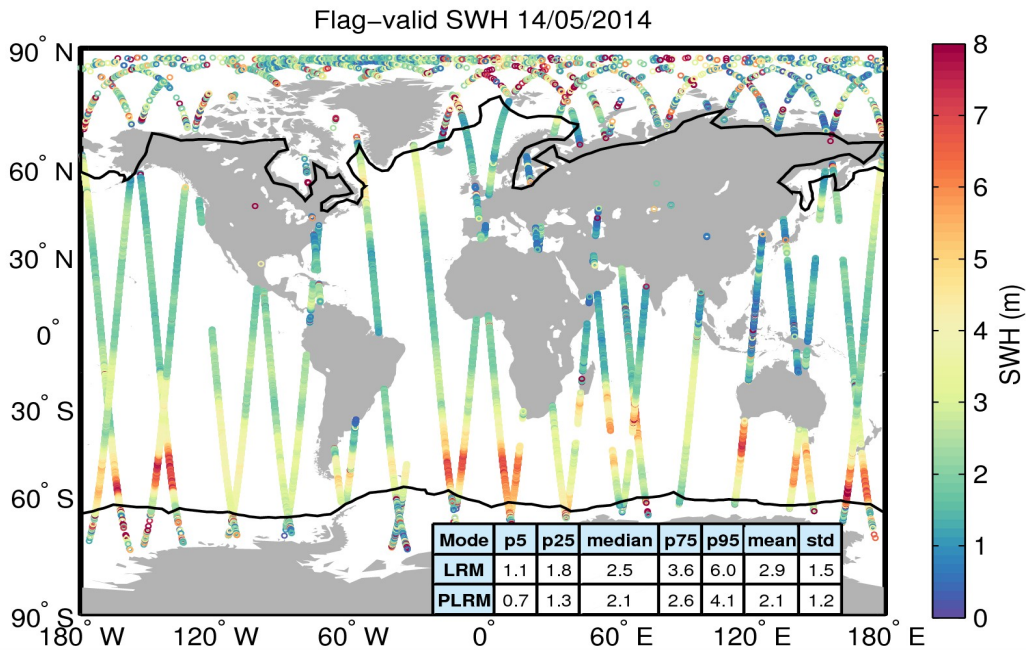 Flag−valid SWH 14/05/2014
90° N
60° N
30° N
0°
30° S
60° S
90° S
180° W
120° W
60° W
0°
60° E
120° E
180° E
8
7
6
5
4
3
2
1
0
SWH (m)
Mode p5 p25 median p75 p95 mean std
LRM 1.1 1.8 2.5 3.6 6.0 2.9 1.5
PLRM 0.7 1.3 2.1 2.6 4.1 2.1 1.2